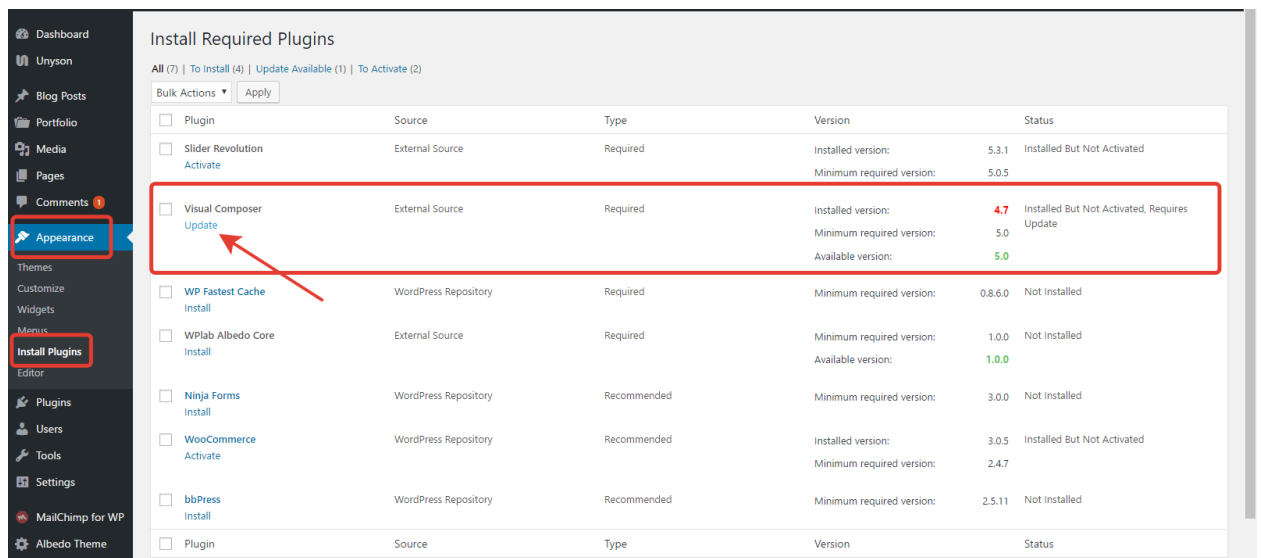 Dashboard
Unyson
Blog Posts
Portfolio
Media
Pages
Comments 1
Appearance
Themes
Customize
Widgets
Menus
Install Plugins
Editor
Plugins
Users
Tools
Settings
MailChimp for WP
Albedo Theme
Install Required Plugins
All (7) | To Install (4) | Update Available (1) | To Activate (2)
Bulk Actions Apply
Plugin Source Type Version Status
Slider Revolution External Source Required Installed version: 5.3.1 Installed But Not Activated
Activate
Minimum required version: 5.0.5
Visual Composer External Source Required Installed version: 4.7 Installed But Not Activated, Requires
Update Update
Minimum required version: 5.0
Available version: 5.0
WP Fastest Cache WordPress Repository Required Minimum required version: 0.8.6.0 Not Installed
Install
WPlab Albedo Core External Source Required Minimum required version: 1.0.0 Not Installed
Install
Available version: 1.0.0
Ninja Forms WordPress Repository Recommended Minimum required version: 3.0.0 Not Installed
Install
WooCommerce WordPress Repository Recommended Installed version: 3.0.5 Installed But Not Activated
Activate
Minimum required version: 2.4.7
bbPress WordPress Repository Recommended Minimum required version: 2.5.11 Not Installed
Install
Plugin Source Type Version Status